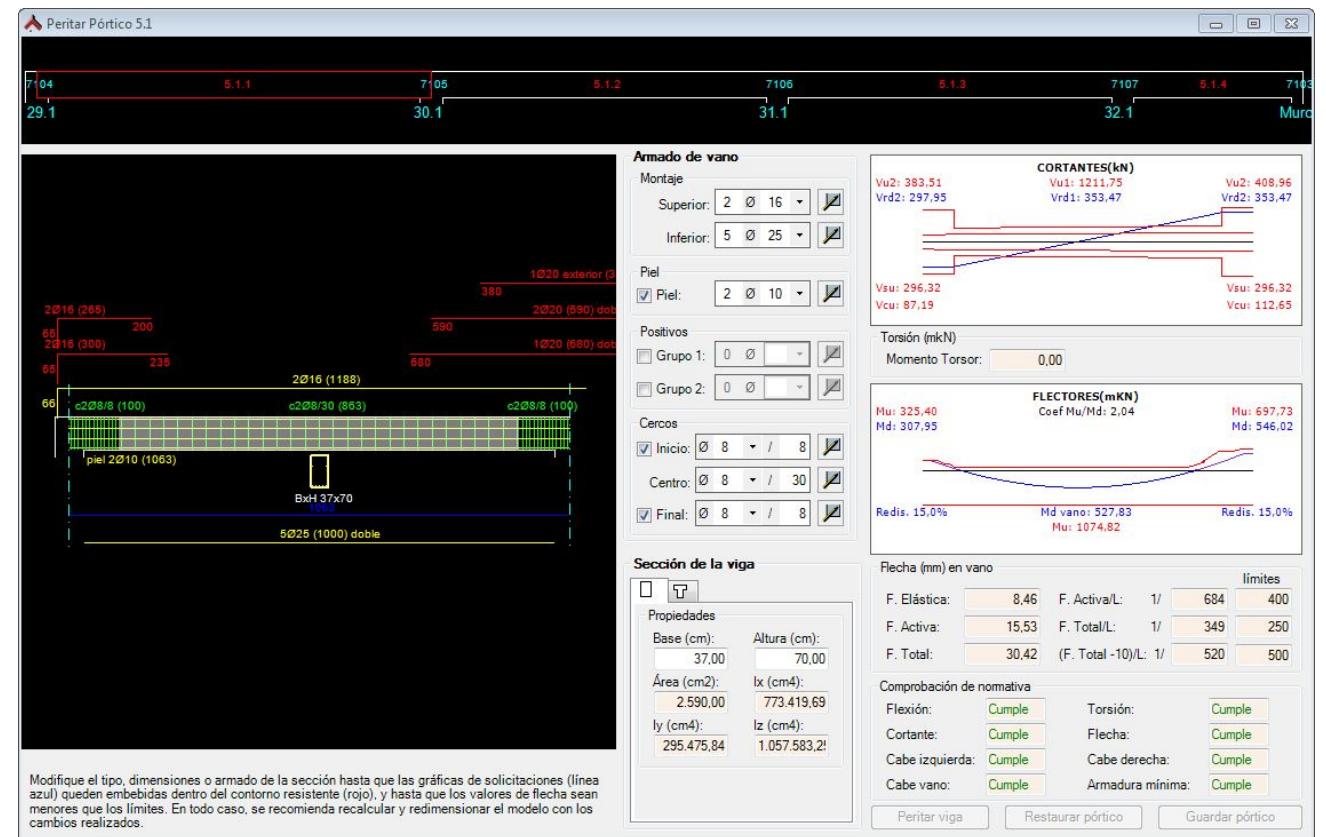 Peritar Pórtico 5.1
7104 5.1.1 7105 5.1.2 7106 5.1.3 7107 5.1.4 7103
29.1 30.1 31.1 32.1 Muro
1Ø20 exterior (3
380
2Ø16 (265) 2Ø20 (590) dob
66 200 590
2Ø16 (300) 1Ø20 (680) dob
66 235 680
2Ø16 (1188)
66 c2Ø8/8 (100) c2Ø8/30 (863) c2Ø8/8 (100)
piel 2Ø10 (1063)
BxH 37x70
1063
5Ø25 (1000) doble
Modifique el tipo, dimensiones o armado de la sección hasta que las gráficas de solicitaciones (línea
azul) queden embebidas dentro del contorno resistente (rojo), y hasta que los valores de flecha sean
menores que los límites. En todo caso, se recomienda recalcular y redimensionar el modelo con los
cambios realizados.
Armado de vano
Montaje
Superior: 2 Ø 16
Inferior: 5 Ø 25
Piel
Piel: 2 Ø 10
Positivos
Grupo 1: 0 Ø
Grupo 2: 0 Ø
Cercos
Inicio: Ø 8 / 8
Centro: Ø 8 / 30
Final: Ø 8 / 8
Sección de la viga
Propiedades
Base (cm): Altura (cm):
37,00 70,00
Área (cm2): Ix (cm4):
2.590,00 773.419,69
Iy (cm4): Iz (cm4):
295.475,84 1.057.583,2
CORTANTES(kN)
Vu2: 383,51 Vu1: 1211,75 Vu2: 408,96
Vrd2: 297,95 Vrd1: 353,47 Vrd2: 353,47
Vsu: 296,32 Vsu: 296,32
Vcu: 87,19 Vcu: 112,65
Torsión (mkN)
Momento Torsor: 0,00
FLECTORES(mKN)
Mu: 325,40 Coef Mu/Md: 2,04 Mu: 697,73
Md: 307,95 Md: 546,02
Redis. 15,0% Md vano: 527,83 Redis. 15,0%
Mu: 1074,82
Flecha (mm) en vano
límites
F. Elástica: 8,46 F. Activa/L: 1/ 684 400
F. Activa: 15,53 F. Total/L: 1/ 349 250
F. Total: 30,42 (F. Total -10)/L: 1/ 520 500
Comprobación de normativa
Flexión: Cumple Torsión: Cumple
Cortante: Cumple Flecha: Cumple
Cabe izquierda: Cumple Cabe derecha: Cumple
Cabe vano: Cumple Armadura mínima: Cumple
Peritar viga Restaurar pórtico Guardar pórtico